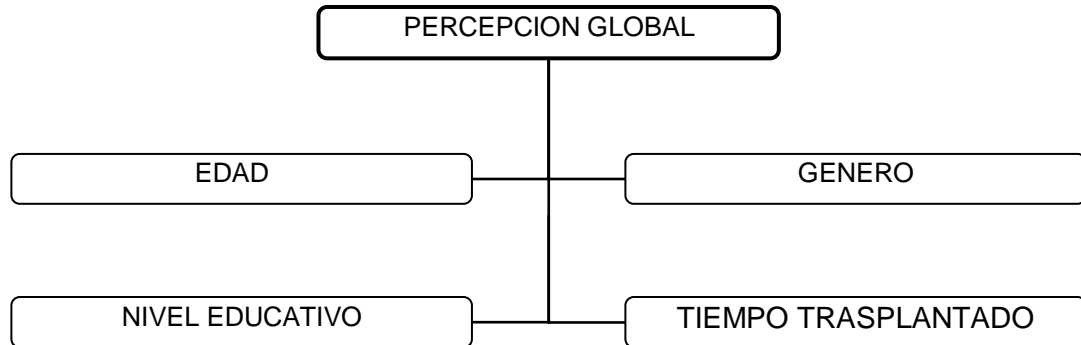 PERCEPCION GLOBAL
EDAD
GENERO
NIVEL EDUCATIVO
TIEMPO TRASPLANTADO